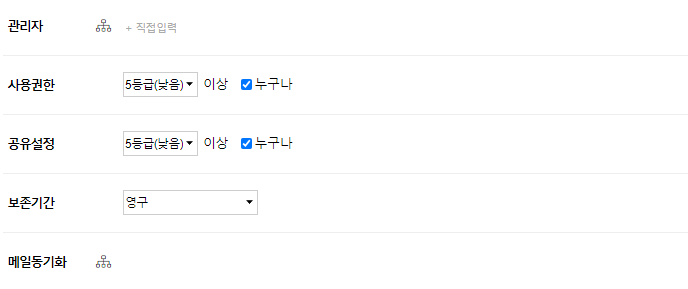 관리자 + 직접입력
사용권한 5등급(낮음) 이상 누구나
공유설정 5등급(낮음) 이상 누구나
보존기간 영구
메일동기화